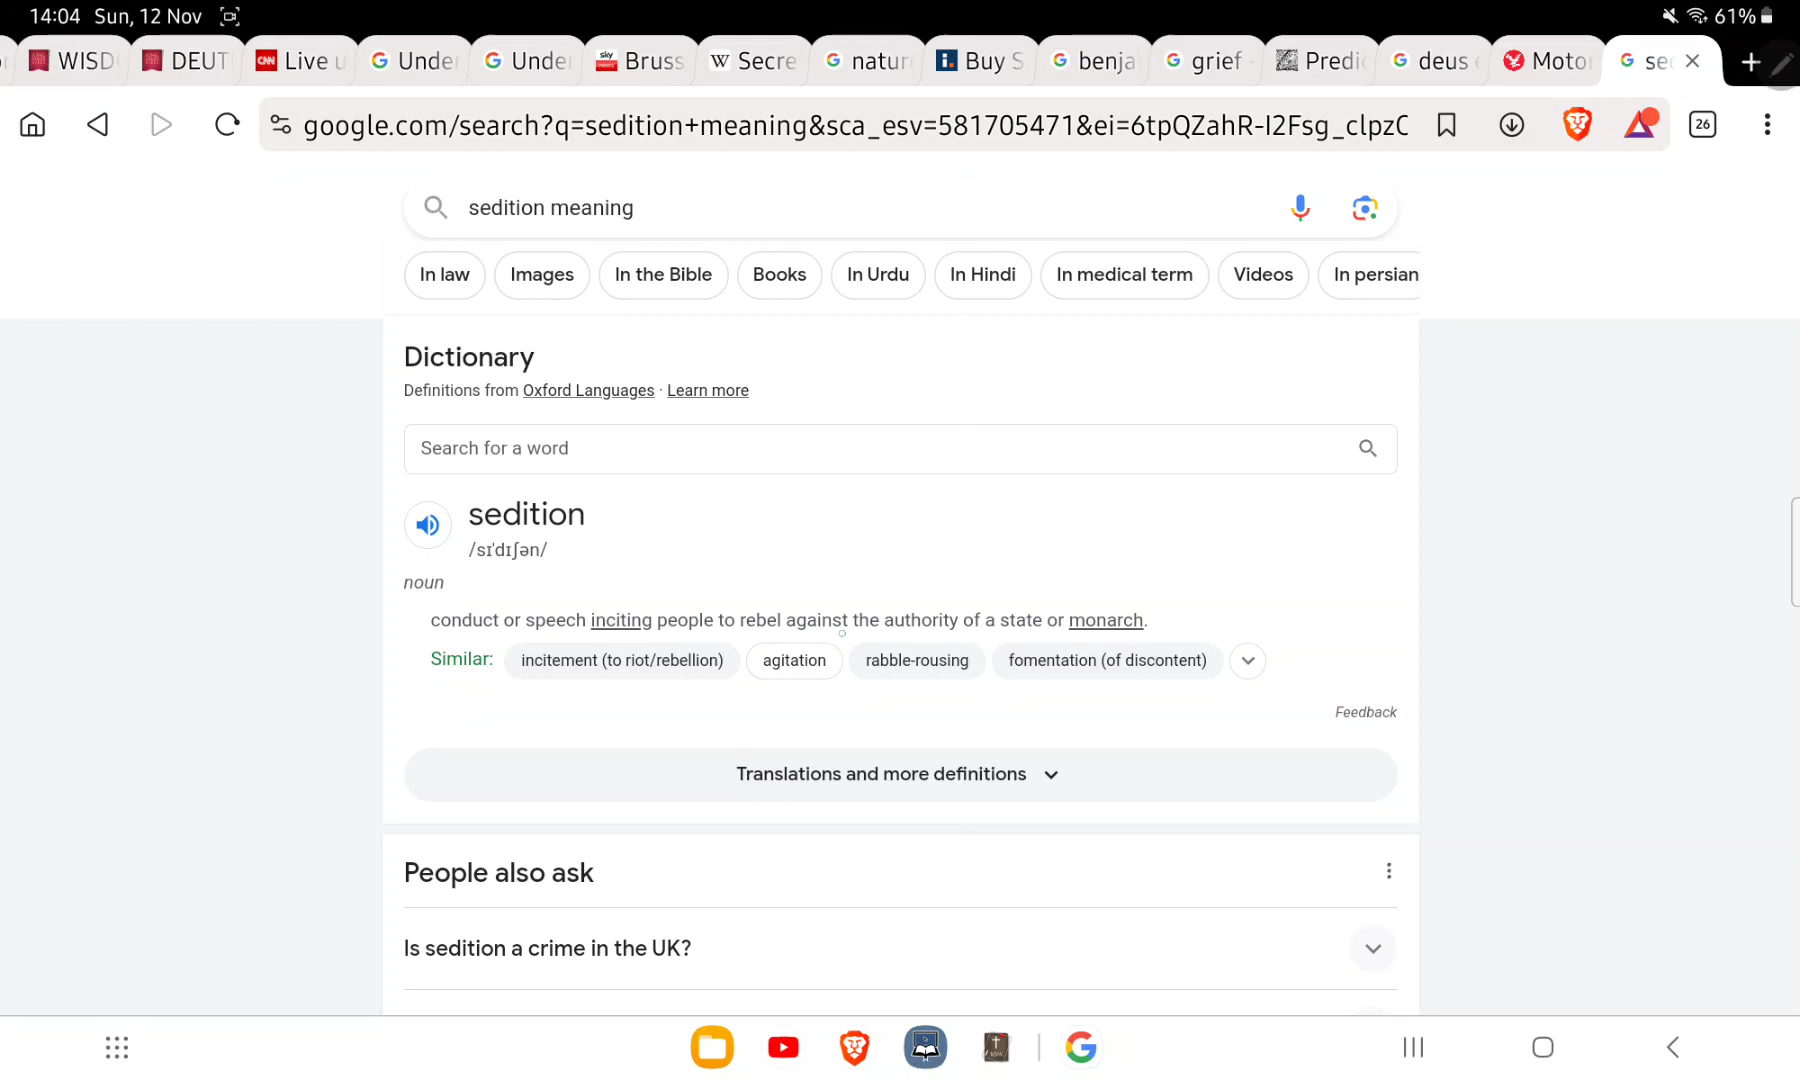 14:04 Sun, 12 Nov 61%
WISD DEUT Live u Unde Unde Bruss Secre natur Buy S benja grief Predic deus Moto se
google.com/search?q=sedition+meaning&sca_esv=581705471&ei=6tpQZahR-I2Fsg_clpzC 26
sedition meaning
In law Images In the Bible Books In Urdu In Hindi In medical term Videos In persian
Dictionary
Definitions from Oxford Languages · Learn more
Search for a word
sedition
/sɪˈdɪʃən/
noun
conduct or speech inciting people to rebel against the authority of a state or monarch.
Similar: incitement (to riot/rebellion) agitation rabble-rousing fomentation (of discontent)
Feedback
Translations and more definitions
People also ask
Is sedition a crime in the UK?